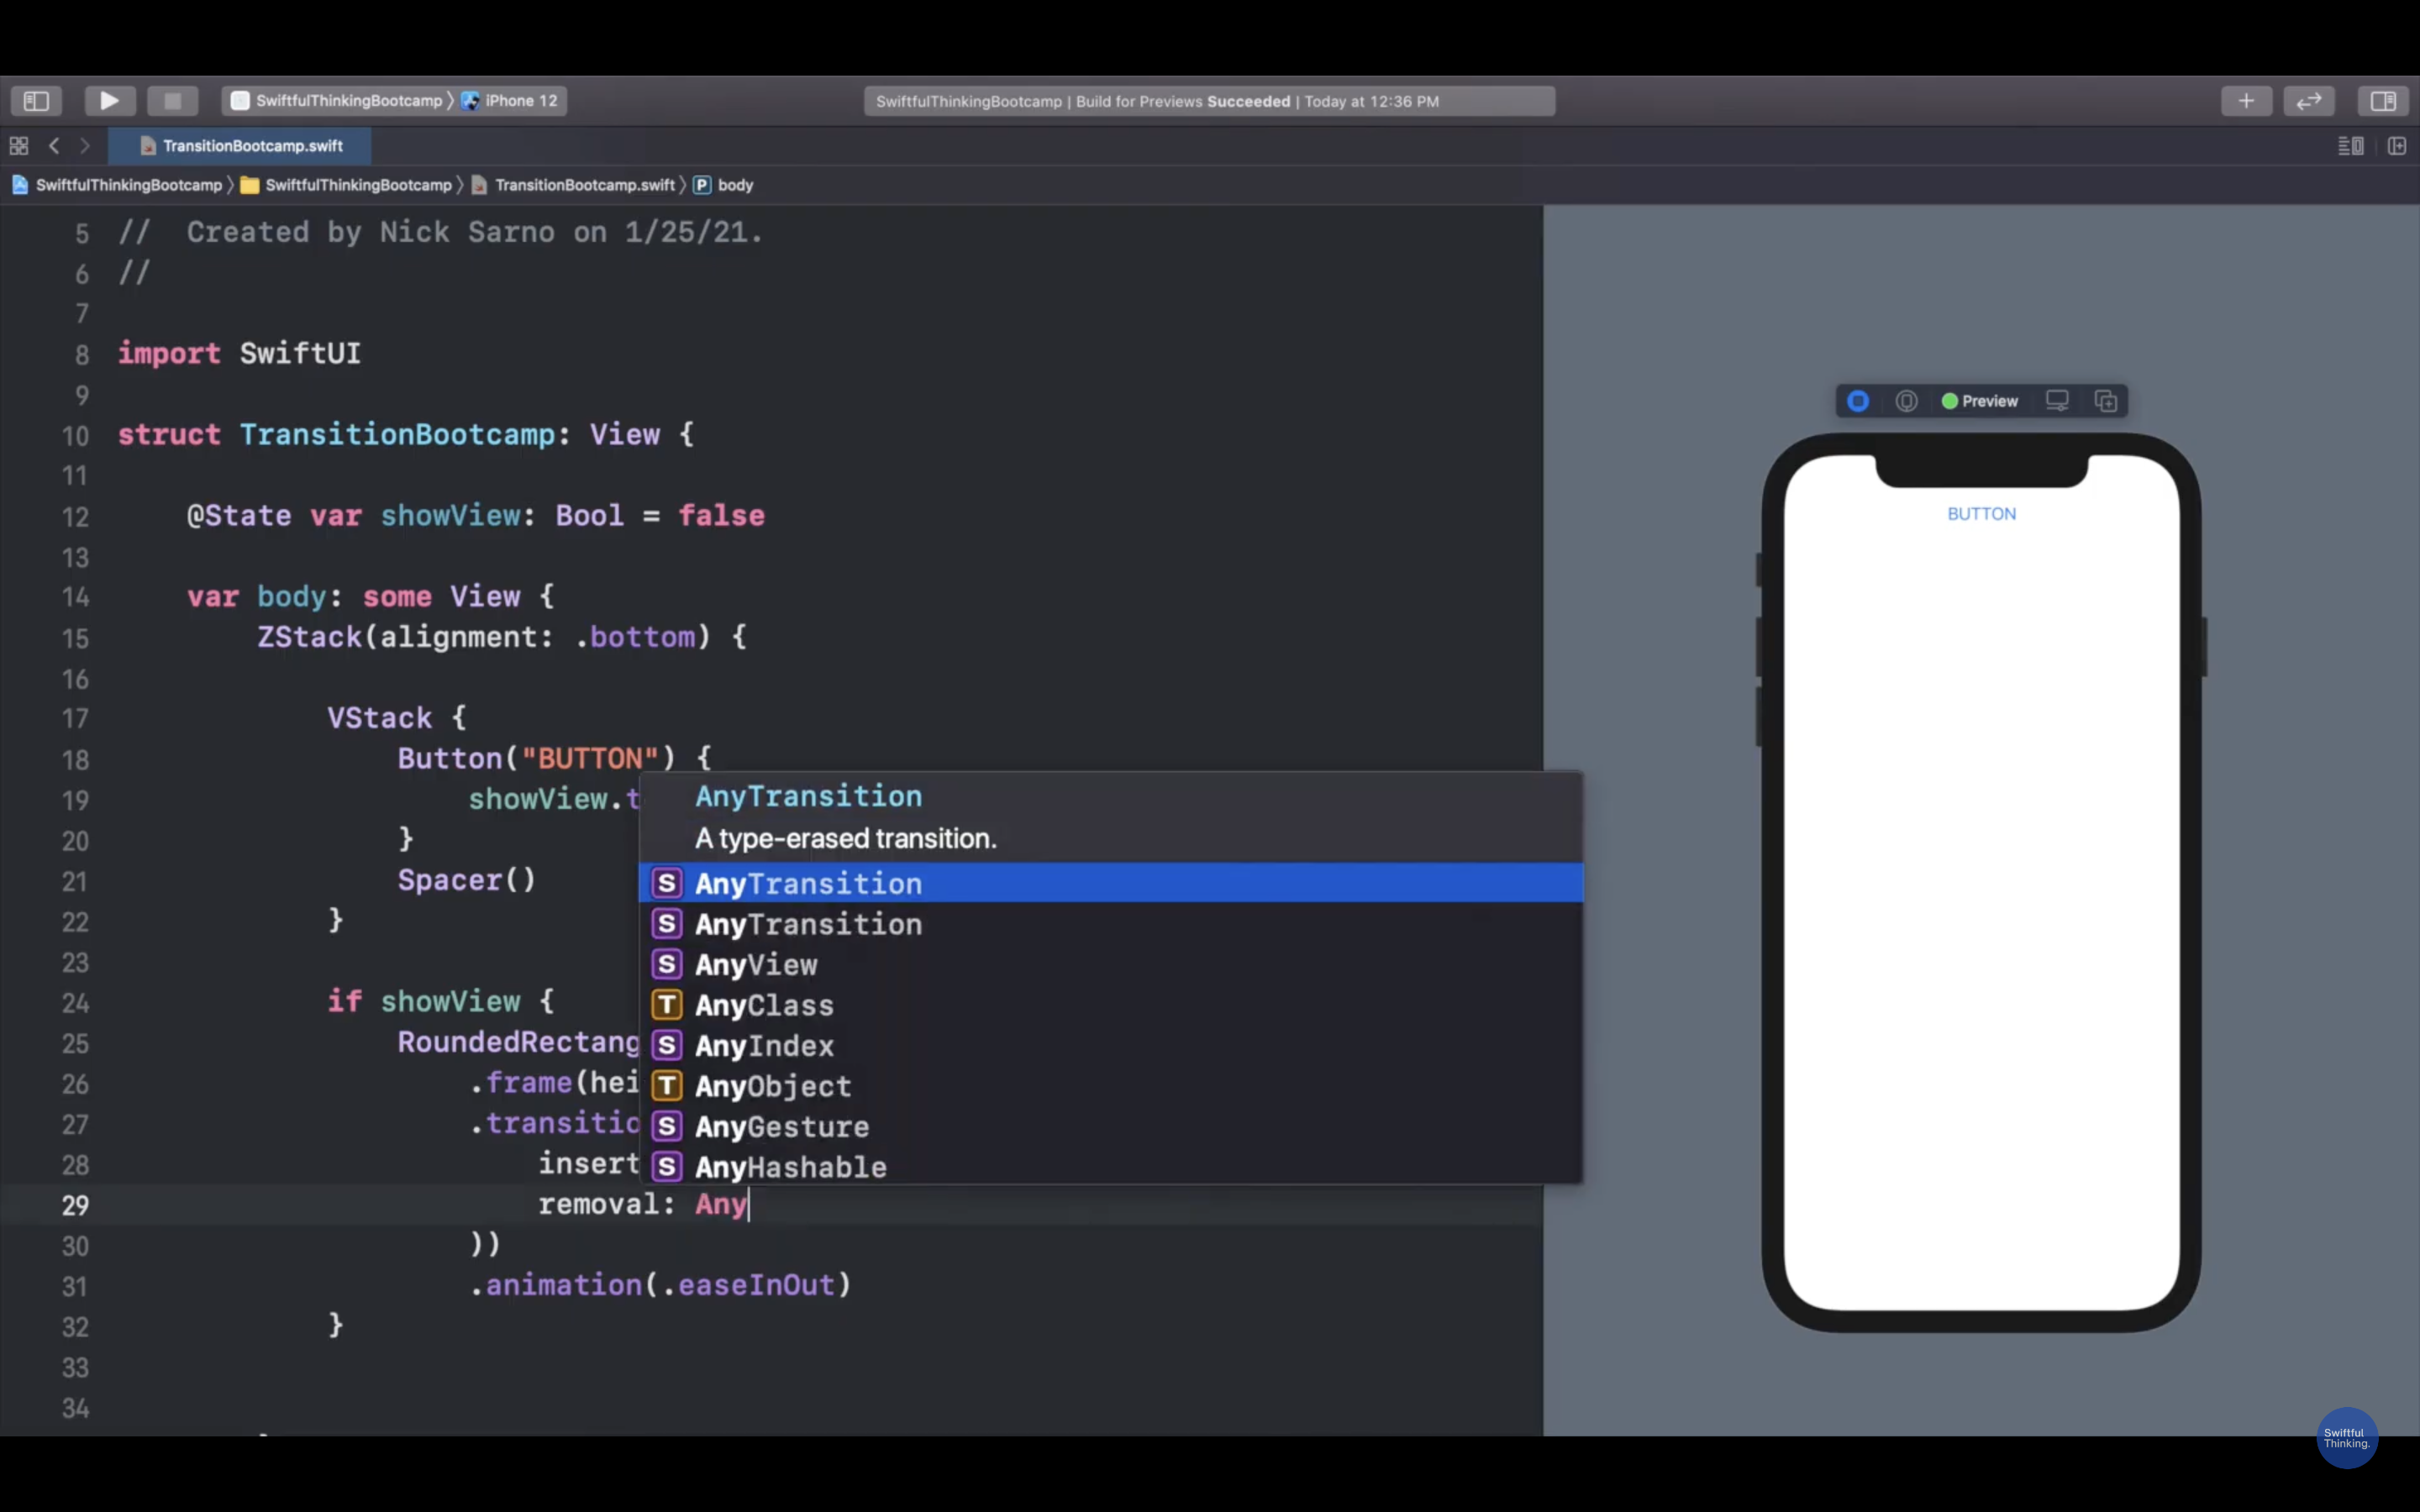 SwiftfulThinkingBootcamp 〉 iPhone 12
SwiftfulThinkingBootcamp | Build for Previews Succeeded | Today at 12:36 PM
TransitionBootcamp.swift
SwiftfulThinkingBootcamp 〉 SwiftfulThinkingBootcamp 〉 TransitionBootcamp.swift 〉 P body
5 //  Created by Nick Sarno on 1/25/21.
6 //
7
8 import SwiftUI
9
10 struct TransitionBootcamp: View {
11
12     @State var showView: Bool = false
13
14     var body: some View {
15         ZStack(alignment: .bottom) {
16
17             VStack {
18                 Button("BUTTON") {
19                     showView.t
20                 }
21                 Spacer()
22             }
23
24             if showView {
25                 RoundedRectang
26                     .frame(hei
27                     .transitio
28                         insert
29                         removal: Any
30                     ))
31                     .animation(.easeInOut)
32             }
33
34
AnyTransition
A type-erased transition.
S AnyTransition
S AnyTransition
S AnyView
T AnyClass
S AnyIndex
T AnyObject
S AnyGesture
S AnyHashable
Preview
BUTTON
Swiftful
Thinking.